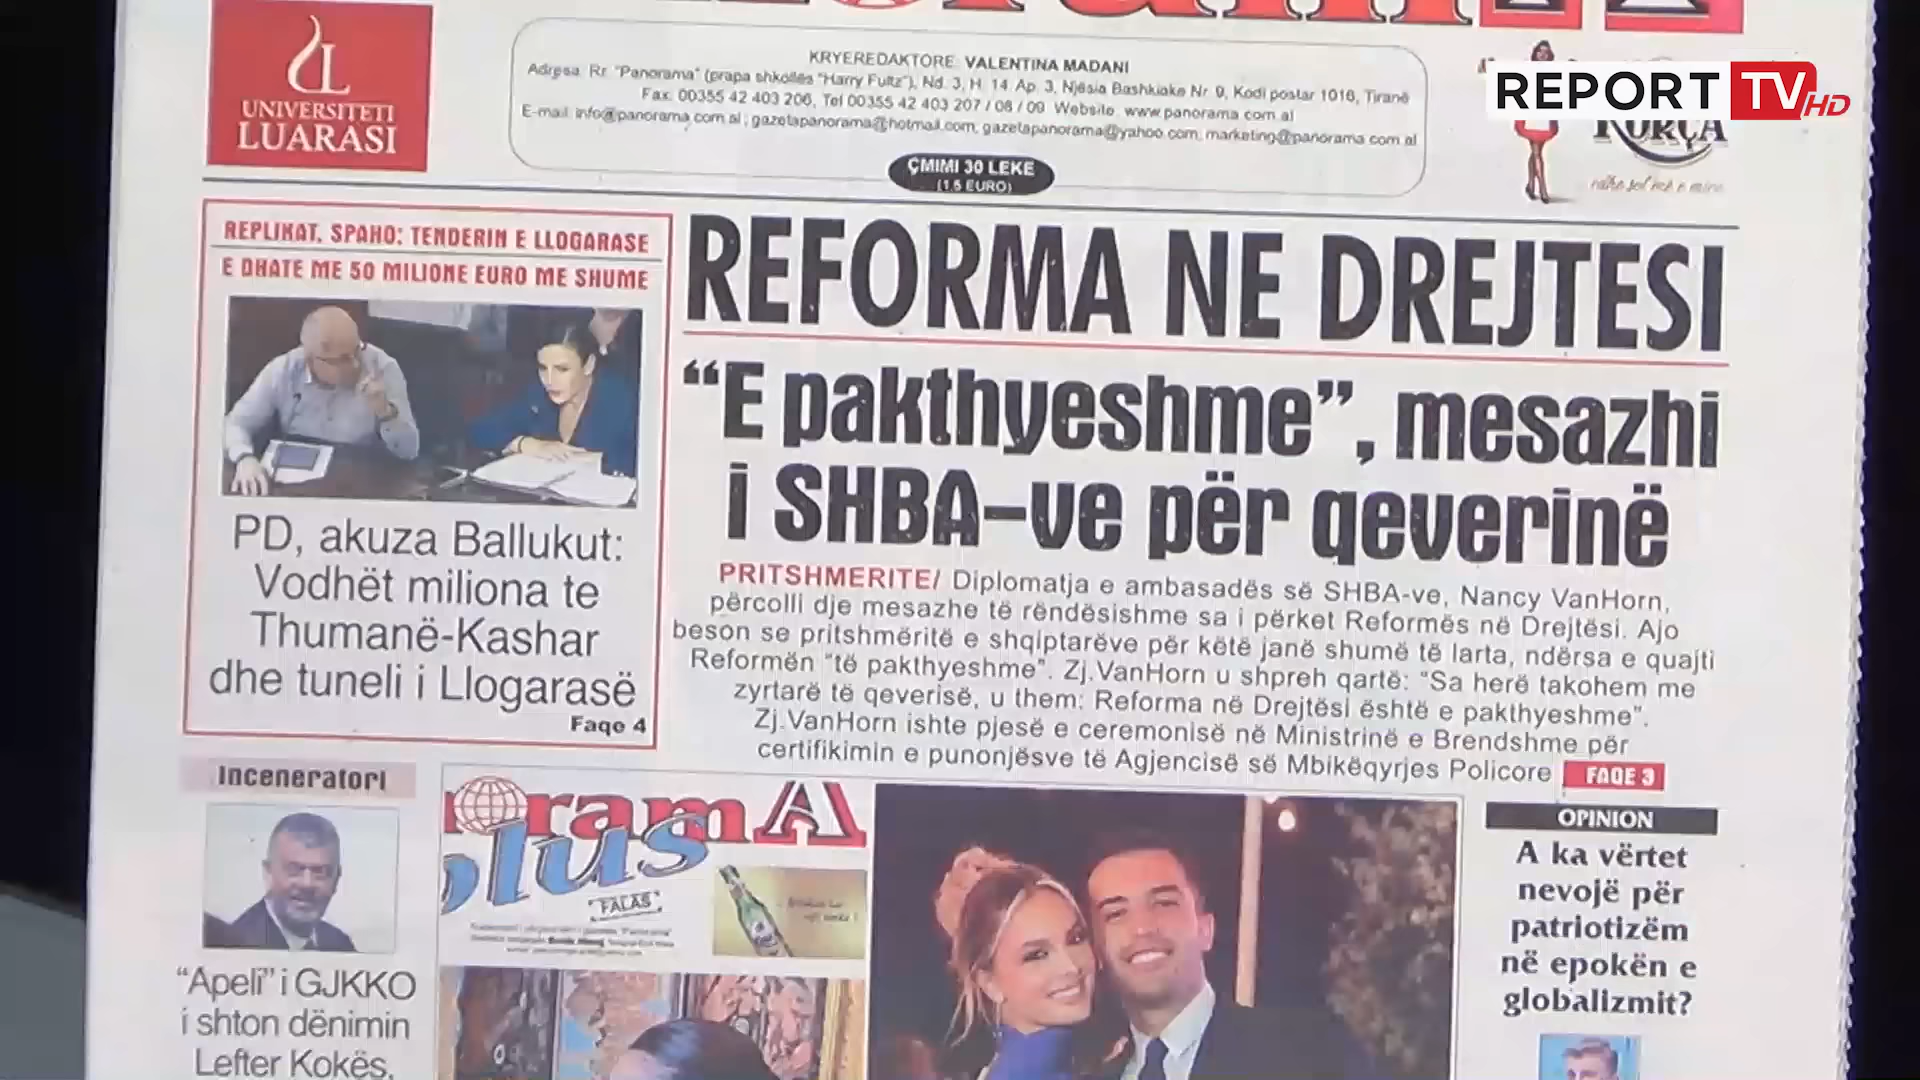 UNIVERSITETI
LUARASI
KRYEREDAKTORE: VALENTINA MADANI
Adresa: Rr. "Panorama" (prapa shkollës "Harry Fultz"), Nd. 3, H. 14 Ap. 3, Njësia Bashkiake Nr. 9, Kodi postar 1016, Tiranë
Fax: 00355 42 403 206, Tel 00355 42 403 207 / 08 / 09 Website: www.panorama.com.al
E-mail: info@panorama.com.al; gazetapanorama@hotmail.com; gazetapanorama@yahoo.com; marketing@panorama.com.al
ÇMIMI 30 LEKE
(1.5 EURO)
REPORT TV HD
KORÇA
REPLIKAT, SPAHO: TENDERIN E LLOGARASE
E DHATE ME 50 MILIONE EURO ME SHUME
PD, akuza Ballukut:
Vodhët miliona te
Thumanë-Kashar
dhe tuneli i Llogarasë
Faqe 4
REFORMA NE DREJTESI
"E pakthyeshme", mesazhi
i SHBA-ve për qeverinë
PRITSHMERITE/ Diplomatja e ambasadës së SHBA-ve, Nancy VanHorn,
përcolli dje mesazhe të rëndësishme sa i përket Reformës në Drejtësi. Ajo
beson se pritshmëritë e shqiptarëve për këtë janë shumë të larta, ndërsa e quajti
Reformën "të pakthyeshme". Zj.VanHorn u shpreh qartë: "Sa herë takohem me
zyrtarë të qeverisë, u them: Reforma në Drejtësi është e pakthyeshme".
Zj.VanHorn ishte pjesë e ceremonisë në Ministrinë e Brendshme për
certifikimin e punonjësve të Agjencisë së Mbikëqyrjes Policore
FAQE 3
Inceneratori
"Apeli" i GJKKO
i shton dënimin
Lefter Kokës,
oramA
plus
FALAS
OPINION
A ka vërtet
nevojë për
patriotizëm
në epokën e
globalizmit?